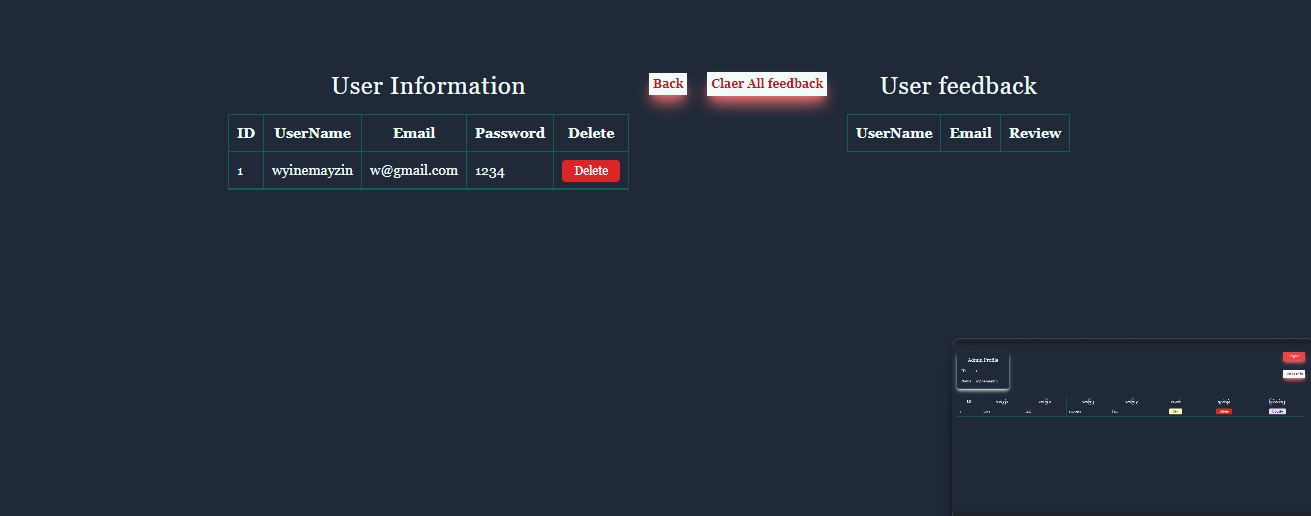 User Information
Back
Claer All feedback
User feedback
ID UserName Email Password Delete
1 wyinemayzin w@gmail.com 1234 Delete
UserName Email Review
Admin Profile